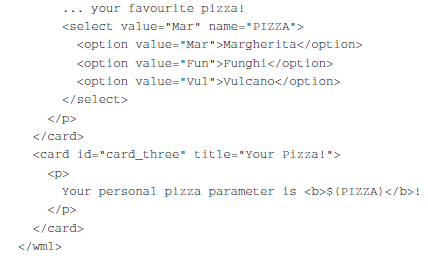 ... your favourite pizza!
<select value="Mar" name="PIZZA">
<option value="Mar">Margherita</option>
<option value="Fun">Funghi</option>
<option value="Vul">Vulcano</option>
</select>
</p>
</card>
<card id="card_three" title="Your Pizza!">
<p>
Your personal pizza parameter is <b>$(PIZZA)</b>!
</p>
</card>
</wml>